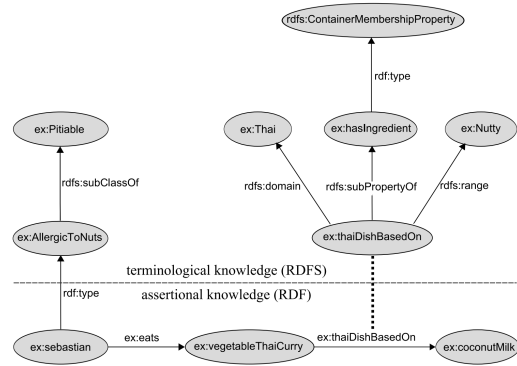 rdfs:ContainerMembershipProperty
rdf:type
ex:Pitiable
ex:Thai
ex:hasIngredient
ex:Nutty
rdfs:subClassOf
rdfs:domain
rdfs:subPropertyOf
rdfs:range
ex:AllergicToNuts
ex:thaiDishBasedOn
terminological knowledge (RDFS)
rdf:type
assertional knowledge (RDF)
ex:eats
ex:thaiDishBasedOn
ex:sebastian
ex:vegetableThaiCurry
ex:coconutMilk